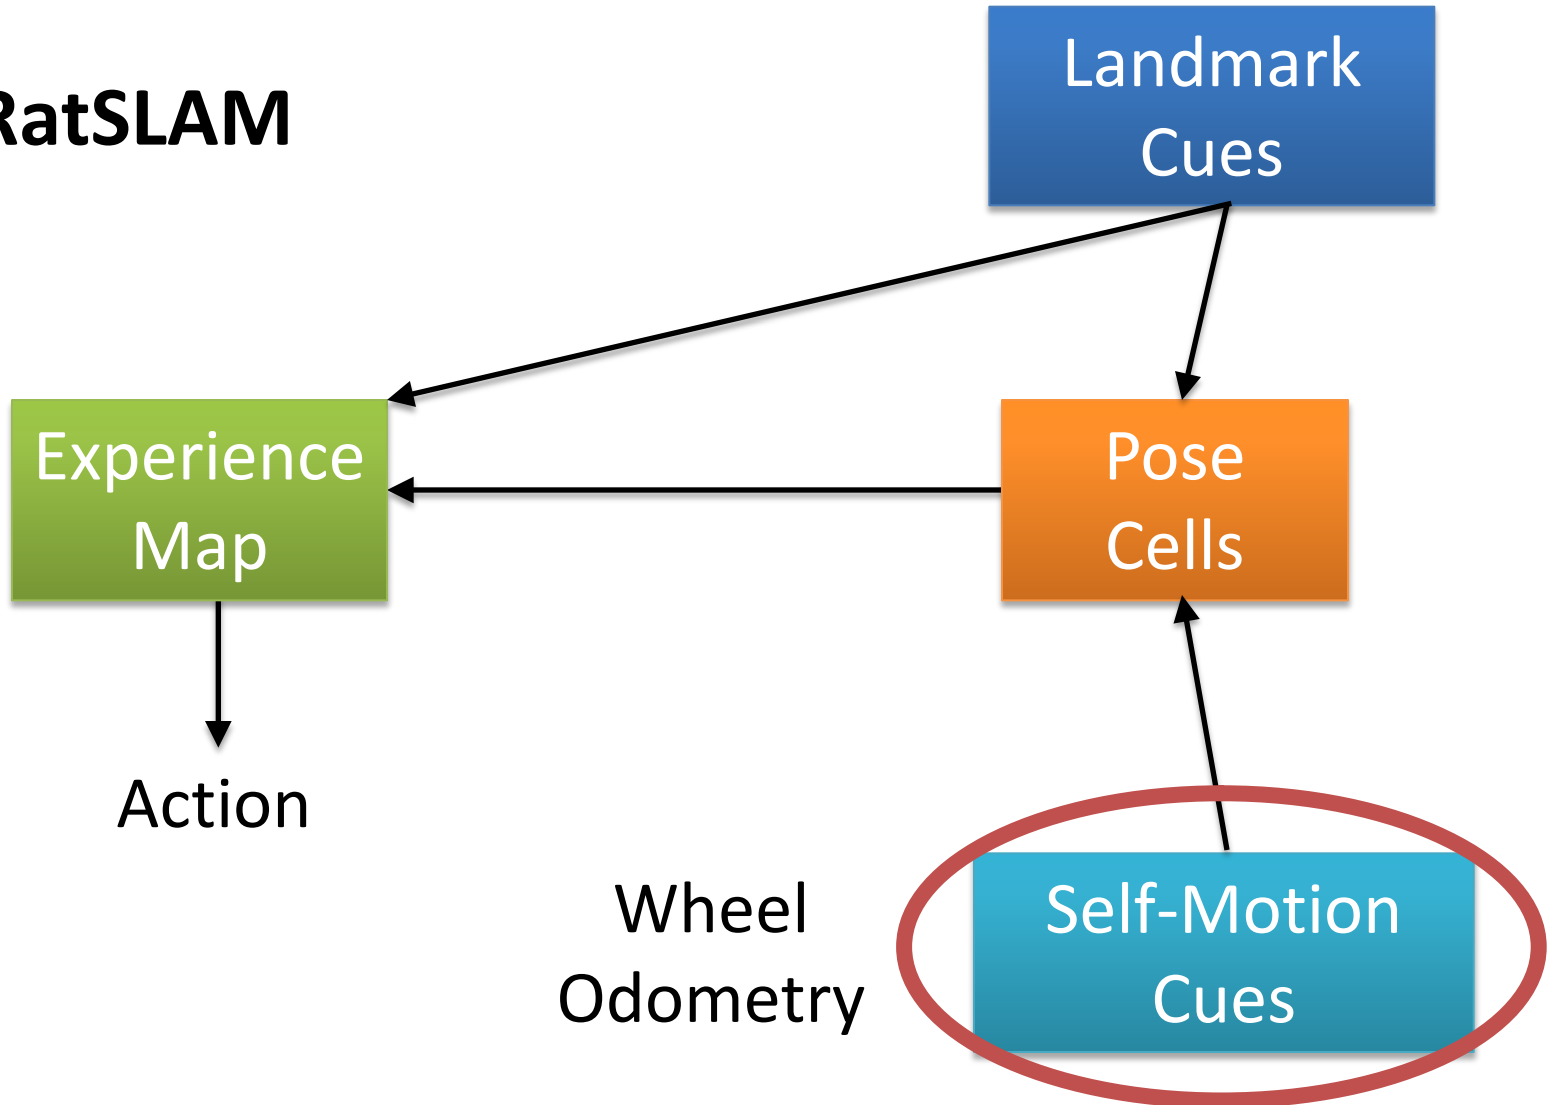 RatSLAM
Landmark
Cues
Experience
Map
Pose
Cells
Action
Wheel
Odometry
Self-Motion
Cues